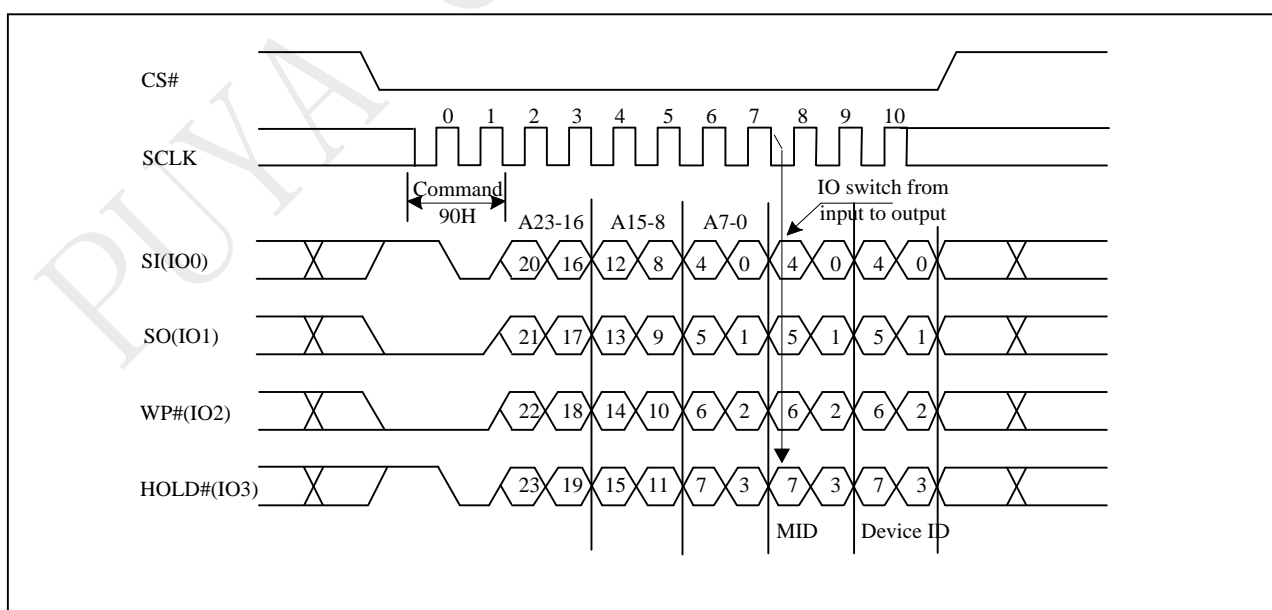 PUYA
CS#
0 1 2 3 4 5 6 7 8 9 10
SCLK
Command
90H
IO switch from
input to output
A23-16 A15-8 A7-0
SI(IO0)
20 16 12 8 4 0 4 0 4 0
SO(IO1)
21 17 13 9 5 1 5 1 5 1
WP#(IO2)
22 18 14 10 6 2 6 2 6 2
HOLD#(IO3)
23 19 15 11 7 3 7 3 7 3
MID Device ID